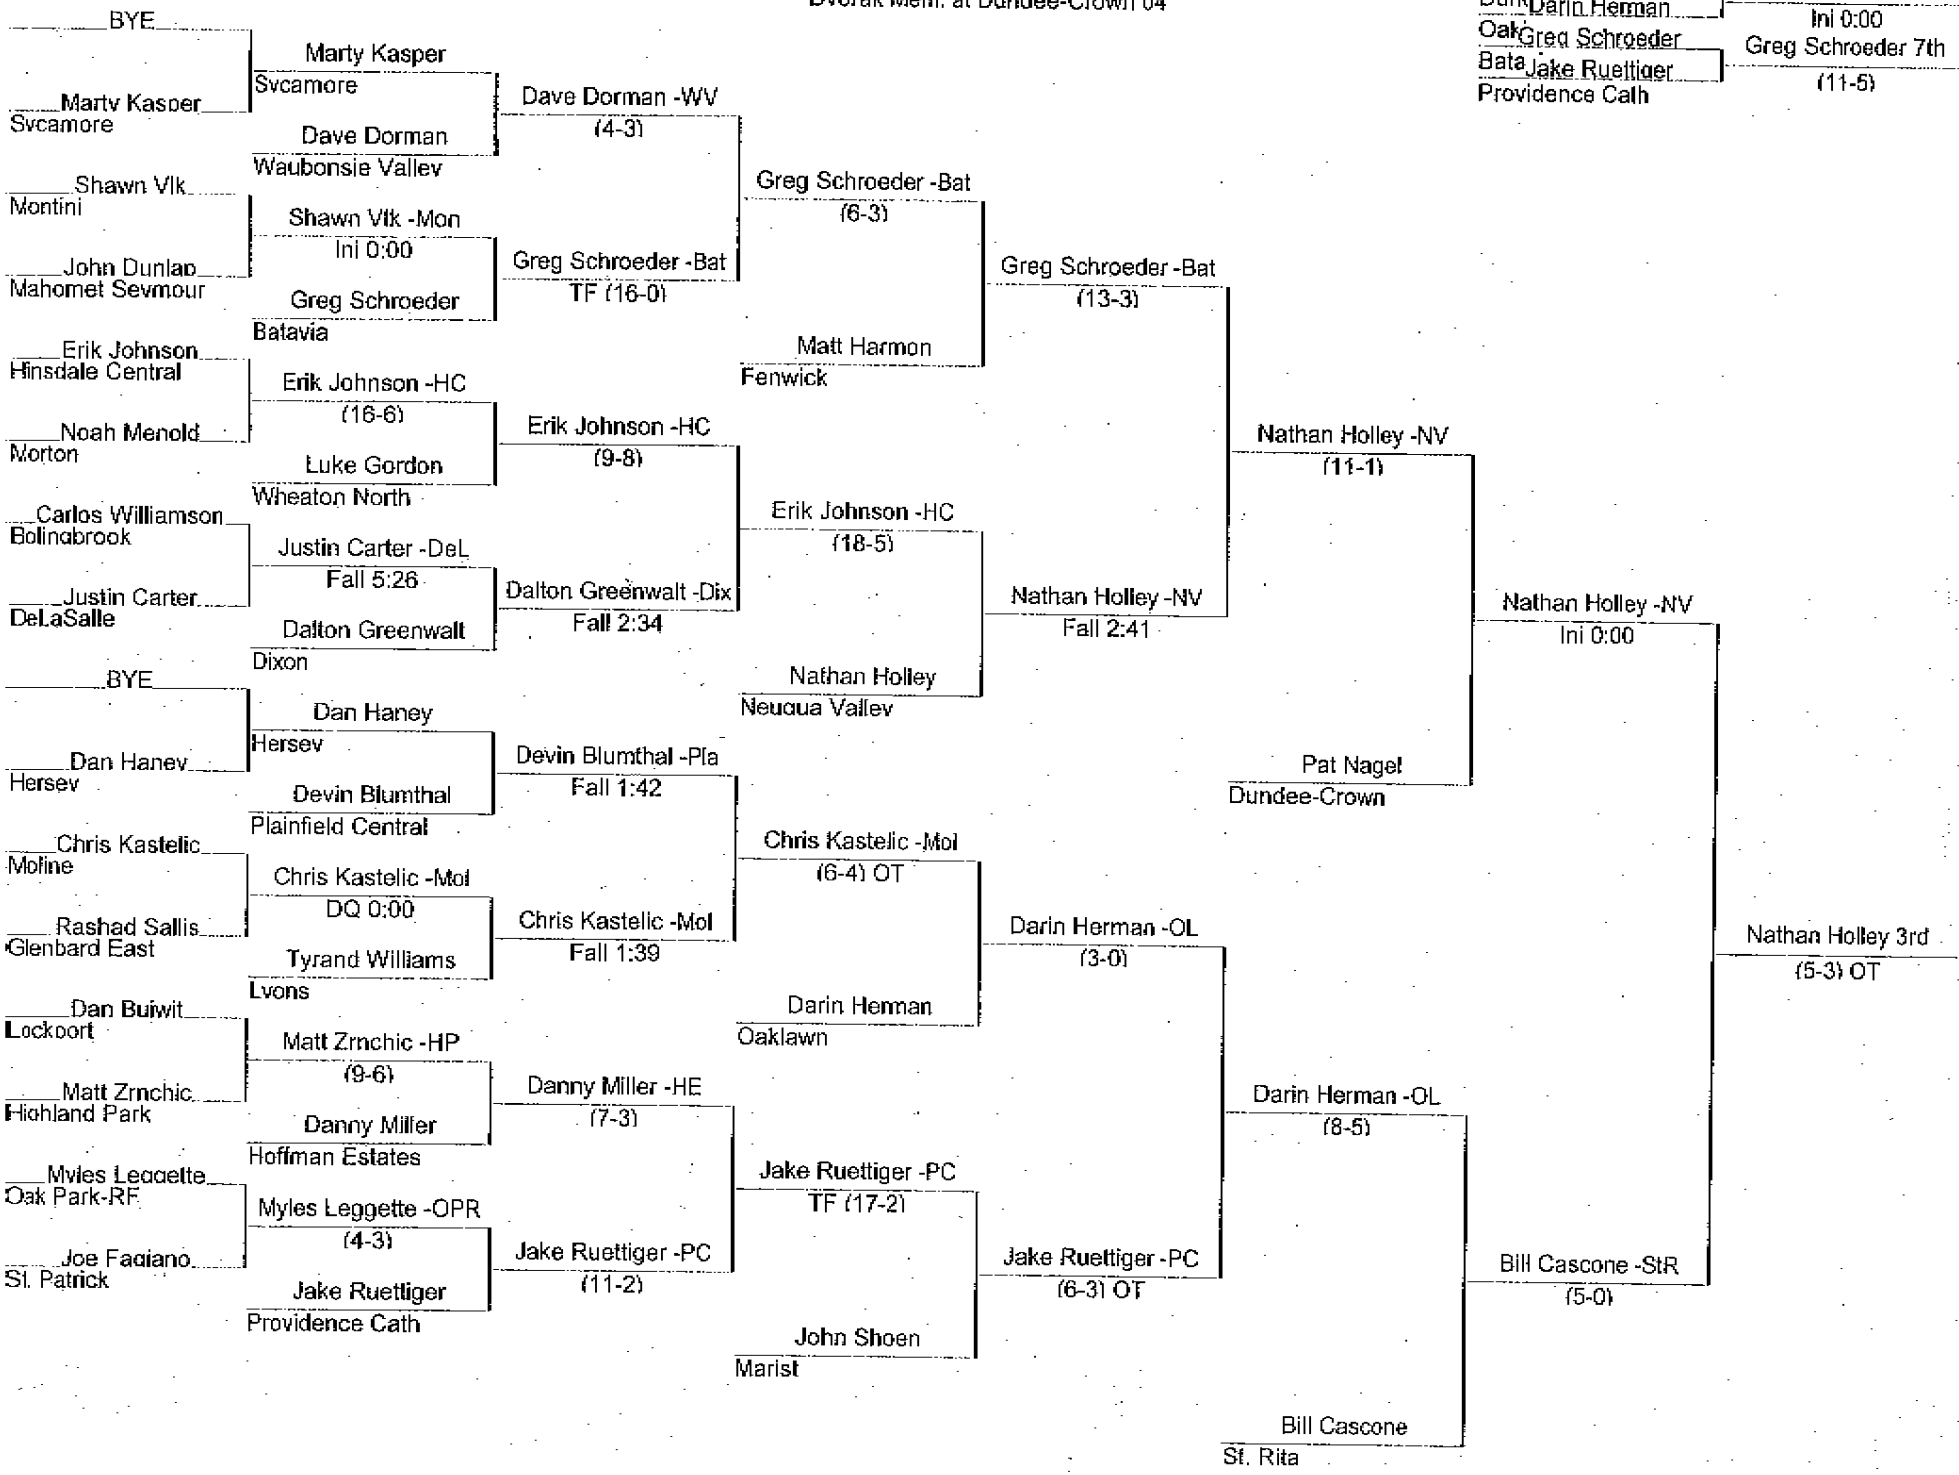 Dvorak Mem. at Dundee-Crown 04
Darin Herman
Ini 0:00
Oak
Greg Schroeder
Greg Schroeder 7th
Bata
Jake Ruettiger
(11-5)
Providence Cath
BYE
Marty Kasper
Sycamore
Shawn Vlk
Montini
John Dunlap
Mahomet Seymour
Erik Johnson
Hinsdale Central
Noah Menold
Morton
Carlos Williamson
Bolingbrook
Justin Carter
DeLaSalle
BYE
Dan Haney
Hersey
Chris Kastelic
Moline
Rashad Sallis
Glenbard East
Dan Buiwit
Lockport
Matt Zrnchic
Highland Park
Myles Leggette
Oak Park-RF
Joe Fagiano
St. Patrick
Marty Kasper
Sycamore
Dave Dorman
Waubonsie Valley
Shawn Vlk -Mon
Ini 0:00
Greg Schroeder
Batavia
Erik Johnson -HC
(16-6)
Luke Gordon
Wheaton North
Justin Carter -DeL
Fall 5:26
Dalton Greenwalt
Dixon
Dan Haney
Hersey
Devin Blumthal
Plainfield Central
Chris Kastelic -Mol
DQ 0:00
Tyrand Williams
Lyons
Matt Zrnchic -HP
(9-6)
Danny Miller
Hoffman Estates
Myles Leggette -OPR
(4-3)
Jake Ruettiger
Providence Cath
Dave Dorman -WV
(4-3)
Greg Schroeder -Bat
TF (16-0)
Erik Johnson -HC
(9-8)
Dalton Greenwalt -Dix
Fall 2:34
Devin Blumthal -Pla
Fall 1:42
Chris Kastelic -Mol
Fall 1:39
Danny Miller -HE
(7-3)
Jake Ruettiger -PC
(11-2)
Greg Schroeder -Bat
(6-3)
Matt Harmon
Fenwick
Erik Johnson -HC
(18-5)
Nathan Holley
Neuqua Valley
Chris Kastelic -Mol
(6-4) OT
Darin Herman
Oaklawn
Jake Ruettiger -PC
TF (17-2)
John Shoen
Marist
Greg Schroeder -Bat
(13-3)
Nathan Holley -NV
Fall 2:41
Darin Herman -OL
(3-0)
Jake Ruettiger -PC
(6-3) OT
Nathan Holley -NV
(11-1)
Pat Nagel
Dundee-Crown
Darin Herman -OL
(8-5)
Bill Cascone
St. Rita
Nathan Holley -NV
Ini 0:00
Bill Cascone -StR
(5-0)
Nathan Holley 3rd
(5-3) OT